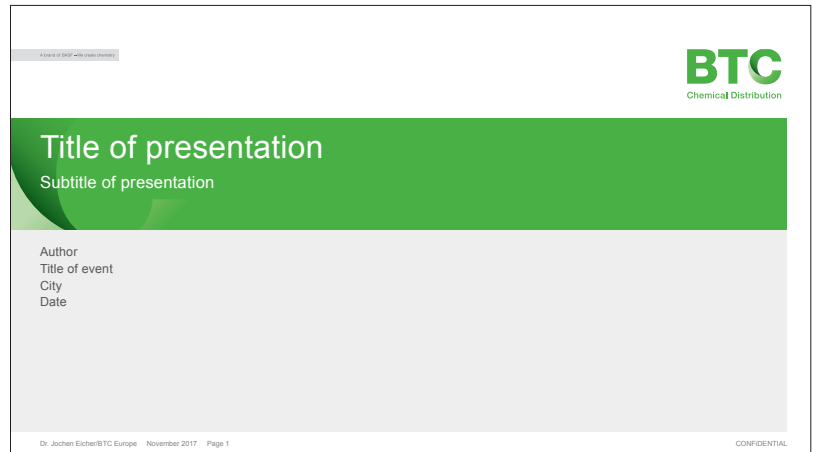 A brand of BASF – We create chemistry
BTC
Chemical Distribution
Title of presentation
Subtitle of presentation
Author
Title of event
City
Date
Dr. Jochen Eicher/BTC Europe November 2017 Page 1
CONFIDENTIAL